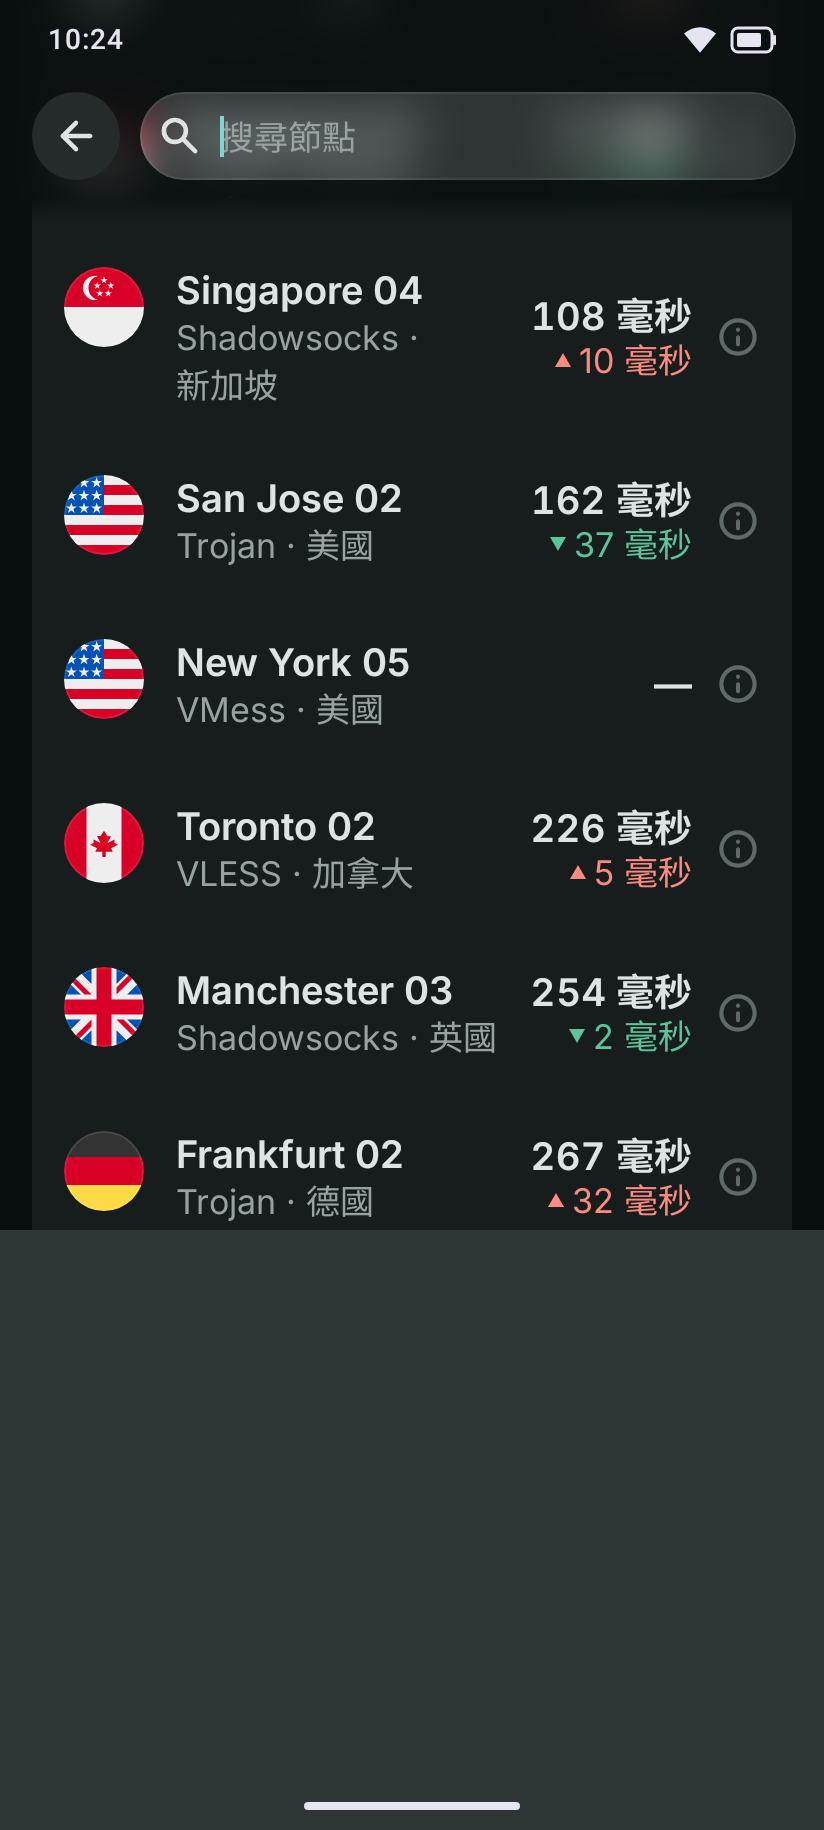 10:24
搜尋節點
Singapore 04
Shadowsocks ·
新加坡
108 毫秒
▲10 毫秒
San Jose 02
Trojan · 美國
162 毫秒
▼37 毫秒
New York 05
VMess · 美國
—
Toronto 02
VLESS · 加拿大
226 毫秒
▲5 毫秒
Manchester 03
Shadowsocks · 英國
254 毫秒
▼2 毫秒
Frankfurt 02
Trojan · 德國
267 毫秒
▲32 毫秒